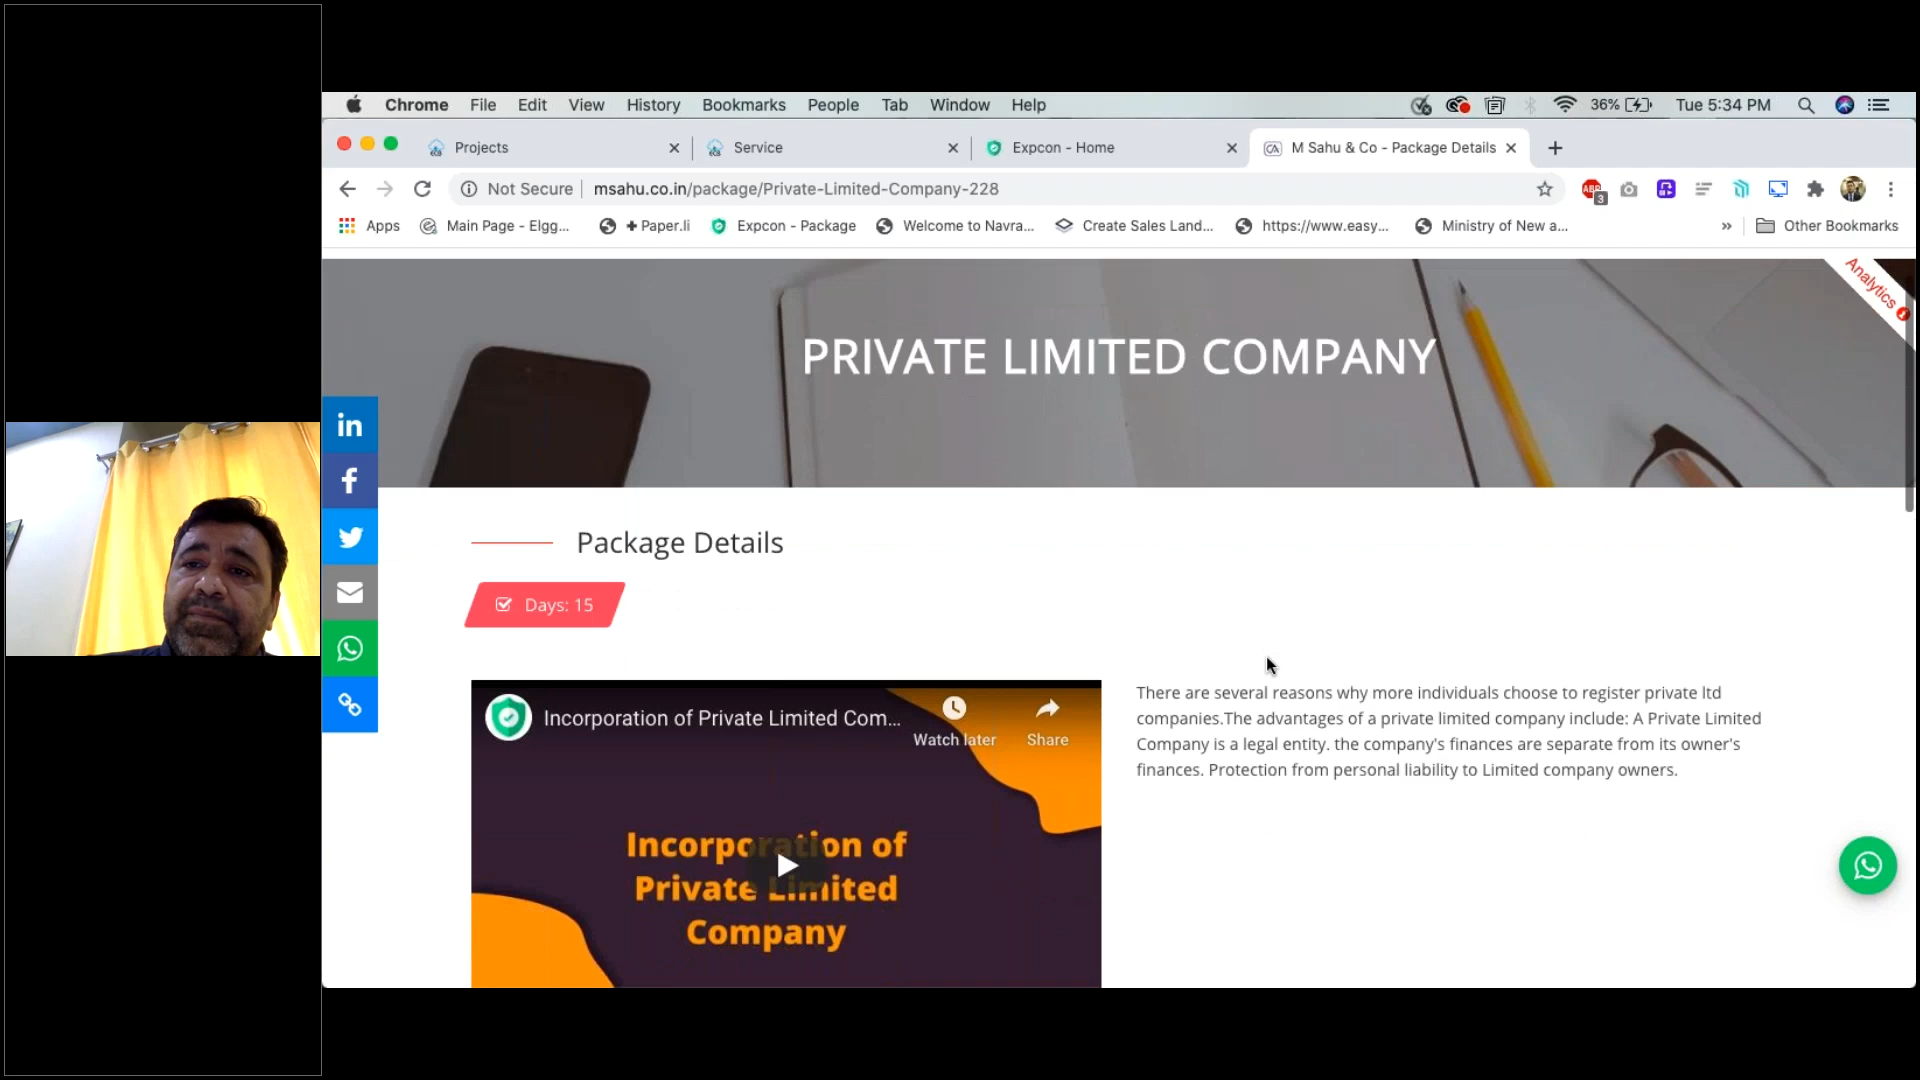 Chrome File Edit View History Bookmarks People Tab Window Help 36% Tue 5:34 PM
Projects Service Expcon - Home M Sahu & Co - Package Details
Not Secure msahu.co.in/package/Private-Limited-Company-228 ABP 3
Apps Main Page - Elgg... + Paper.li Expcon - Package Welcome to Navra... Create Sales Land... https://www.easy... Ministry of New a... » Other Bookmarks
Analytics
PRIVATE LIMITED COMPANY
in
f
Package Details
Days: 15
Incorporation of Private Limited Com...
Watch later Share
Incorporation of
Private Limited
Company
There are several reasons why more individuals choose to register private ltd
companies.The advantages of a private limited company include: A Private Limited
Company is a legal entity. the company's finances are separate from its owner's
finances. Protection from personal liability to Limited company owners.